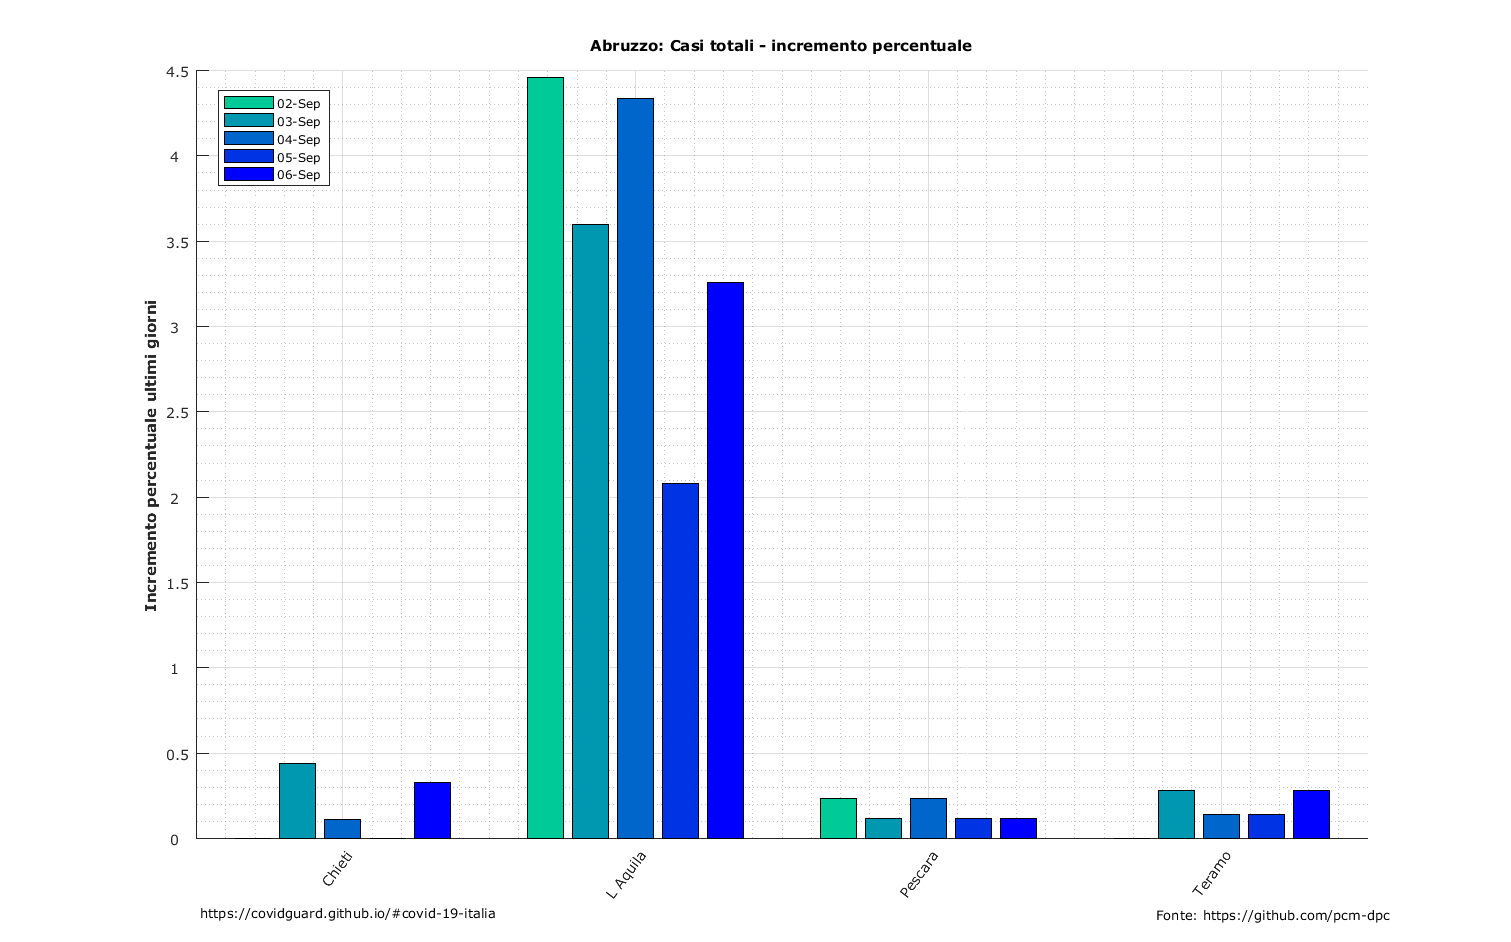 Abruzzo: Casi totali - incremento percentuale
4.5
4
3.5
3
2.5
2
1.5
1
0.5
0
Incremento percentuale ultimi giorni
02-Sep
03-Sep
04-Sep
05-Sep
06-Sep
Chieti
L Aquila
Pescara
Teramo
https://covidguard.github.io/#covid-19-italia
Fonte: https://github.com/pcm-dpc